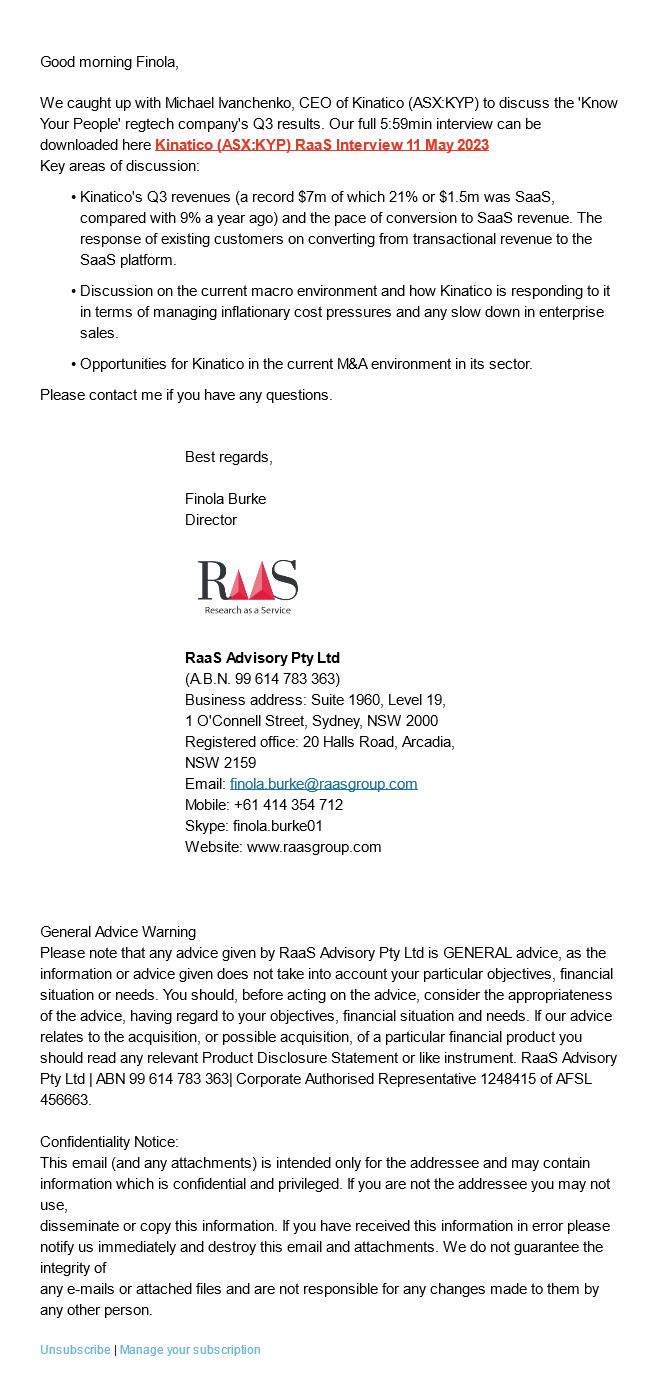 Good morning Finola,
We caught up with Michael Ivanchenko, CEO of Kinatico (ASX:KYP) to discuss the 'Know
Your People' regtech company's Q3 results. Our full 5:59min interview can be
downloaded here Kinatico (ASX:KYP) RaaS Interview 11 May 2023
Key areas of discussion:
• Kinatico's Q3 revenues (a record $7m of which 21% or $1.5m was SaaS,
compared with 9% a year ago) and the pace of conversion to SaaS revenue. The
response of existing customers on converting from transactional revenue to the
SaaS platform.
• Discussion on the current macro environment and how Kinatico is responding to it
in terms of managing inflationary cost pressures and any slow down in enterprise
sales.
• Opportunities for Kinatico in the current M&A environment in its sector.
Please contact me if you have any questions.
Best regards,
Finola Burke
Director
RAAS
Research as a Service
RaaS Advisory Pty Ltd
(A.B.N. 99 614 783 363)
Business address: Suite 1960, Level 19,
1 O'Connell Street, Sydney, NSW 2000
Registered office: 20 Halls Road, Arcadia,
NSW 2159
Email: finola.burke@raasgroup.com
Mobile: +61 414 354 712
Skype: finola.burke01
Website: www.raasgroup.com
General Advice Warning
Please note that any advice given by RaaS Advisory Pty Ltd is GENERAL advice, as the
information or advice given does not take into account your particular objectives, financial
situation or needs. You should, before acting on the advice, consider the appropriateness
of the advice, having regard to your objectives, financial situation and needs. If our advice
relates to the acquisition, or possible acquisition, of a particular financial product you
should read any relevant Product Disclosure Statement or like instrument. RaaS Advisory
Pty Ltd | ABN 99 614 783 363| Corporate Authorised Representative 1248415 of AFSL
456663.
Confidentiality Notice:
This email (and any attachments) is intended only for the addressee and may contain
information which is confidential and privileged. If you are not the addressee you may not
use,
disseminate or copy this information. If you have received this information in error please
notify us immediately and destroy this email and attachments. We do not guarantee the
integrity of
any e-mails or attached files and are not responsible for any changes made to them by
any other person.
Unsubscribe | Manage your subscription